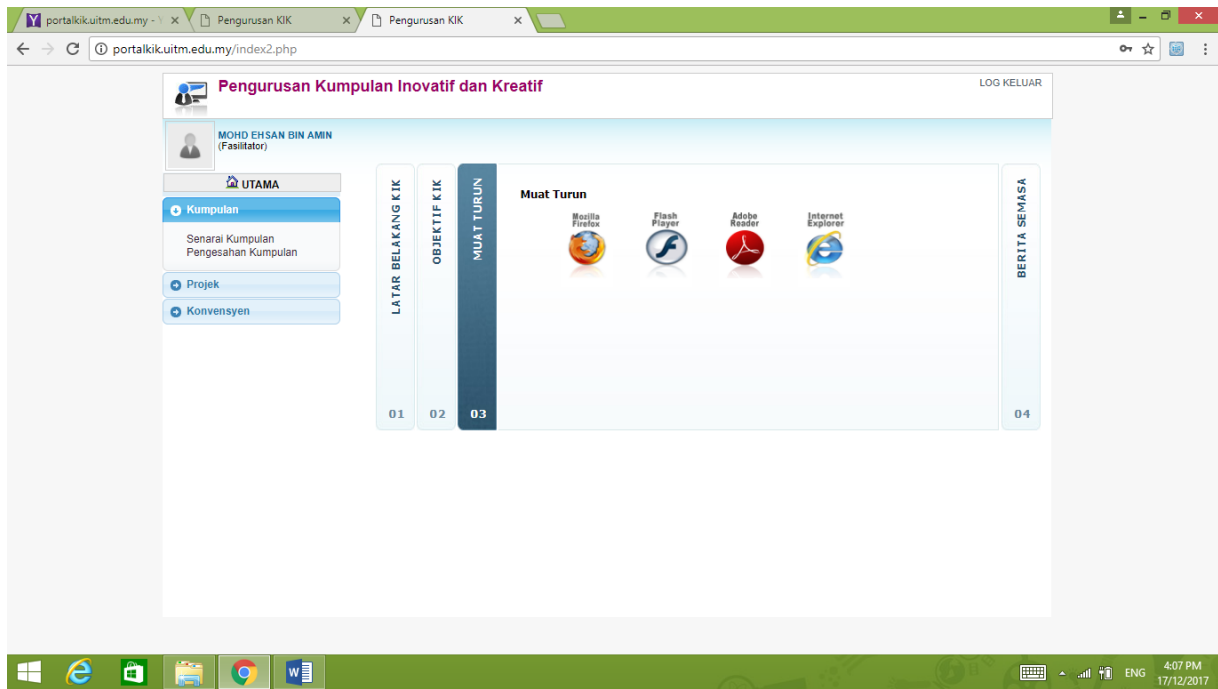 portalkik.uitm.edu.my - Y
Pengurusan KIK
Pengurusan KIK
portalkik.uitm.edu.my/index2.php
Pengurusan Kumpulan Inovatif dan Kreatif
LOG KELUAR
MOHD EHSAN BIN AMIN
(Fasilitator)
UTAMA
Kumpulan
Senarai Kumpulan
Pengesahan Kumpulan
Projek
Konvensyen
LATAR BELAKANG KIK
01
OBJEKTIF KIK
02
MUAT TURUN
03
Muat Turun
Mozilla
Firefox
Flash
Player
Adobe
Reader
Internet
Explorer
BERITA SEMASA
04
ENG
4:07 PM
17/12/2017